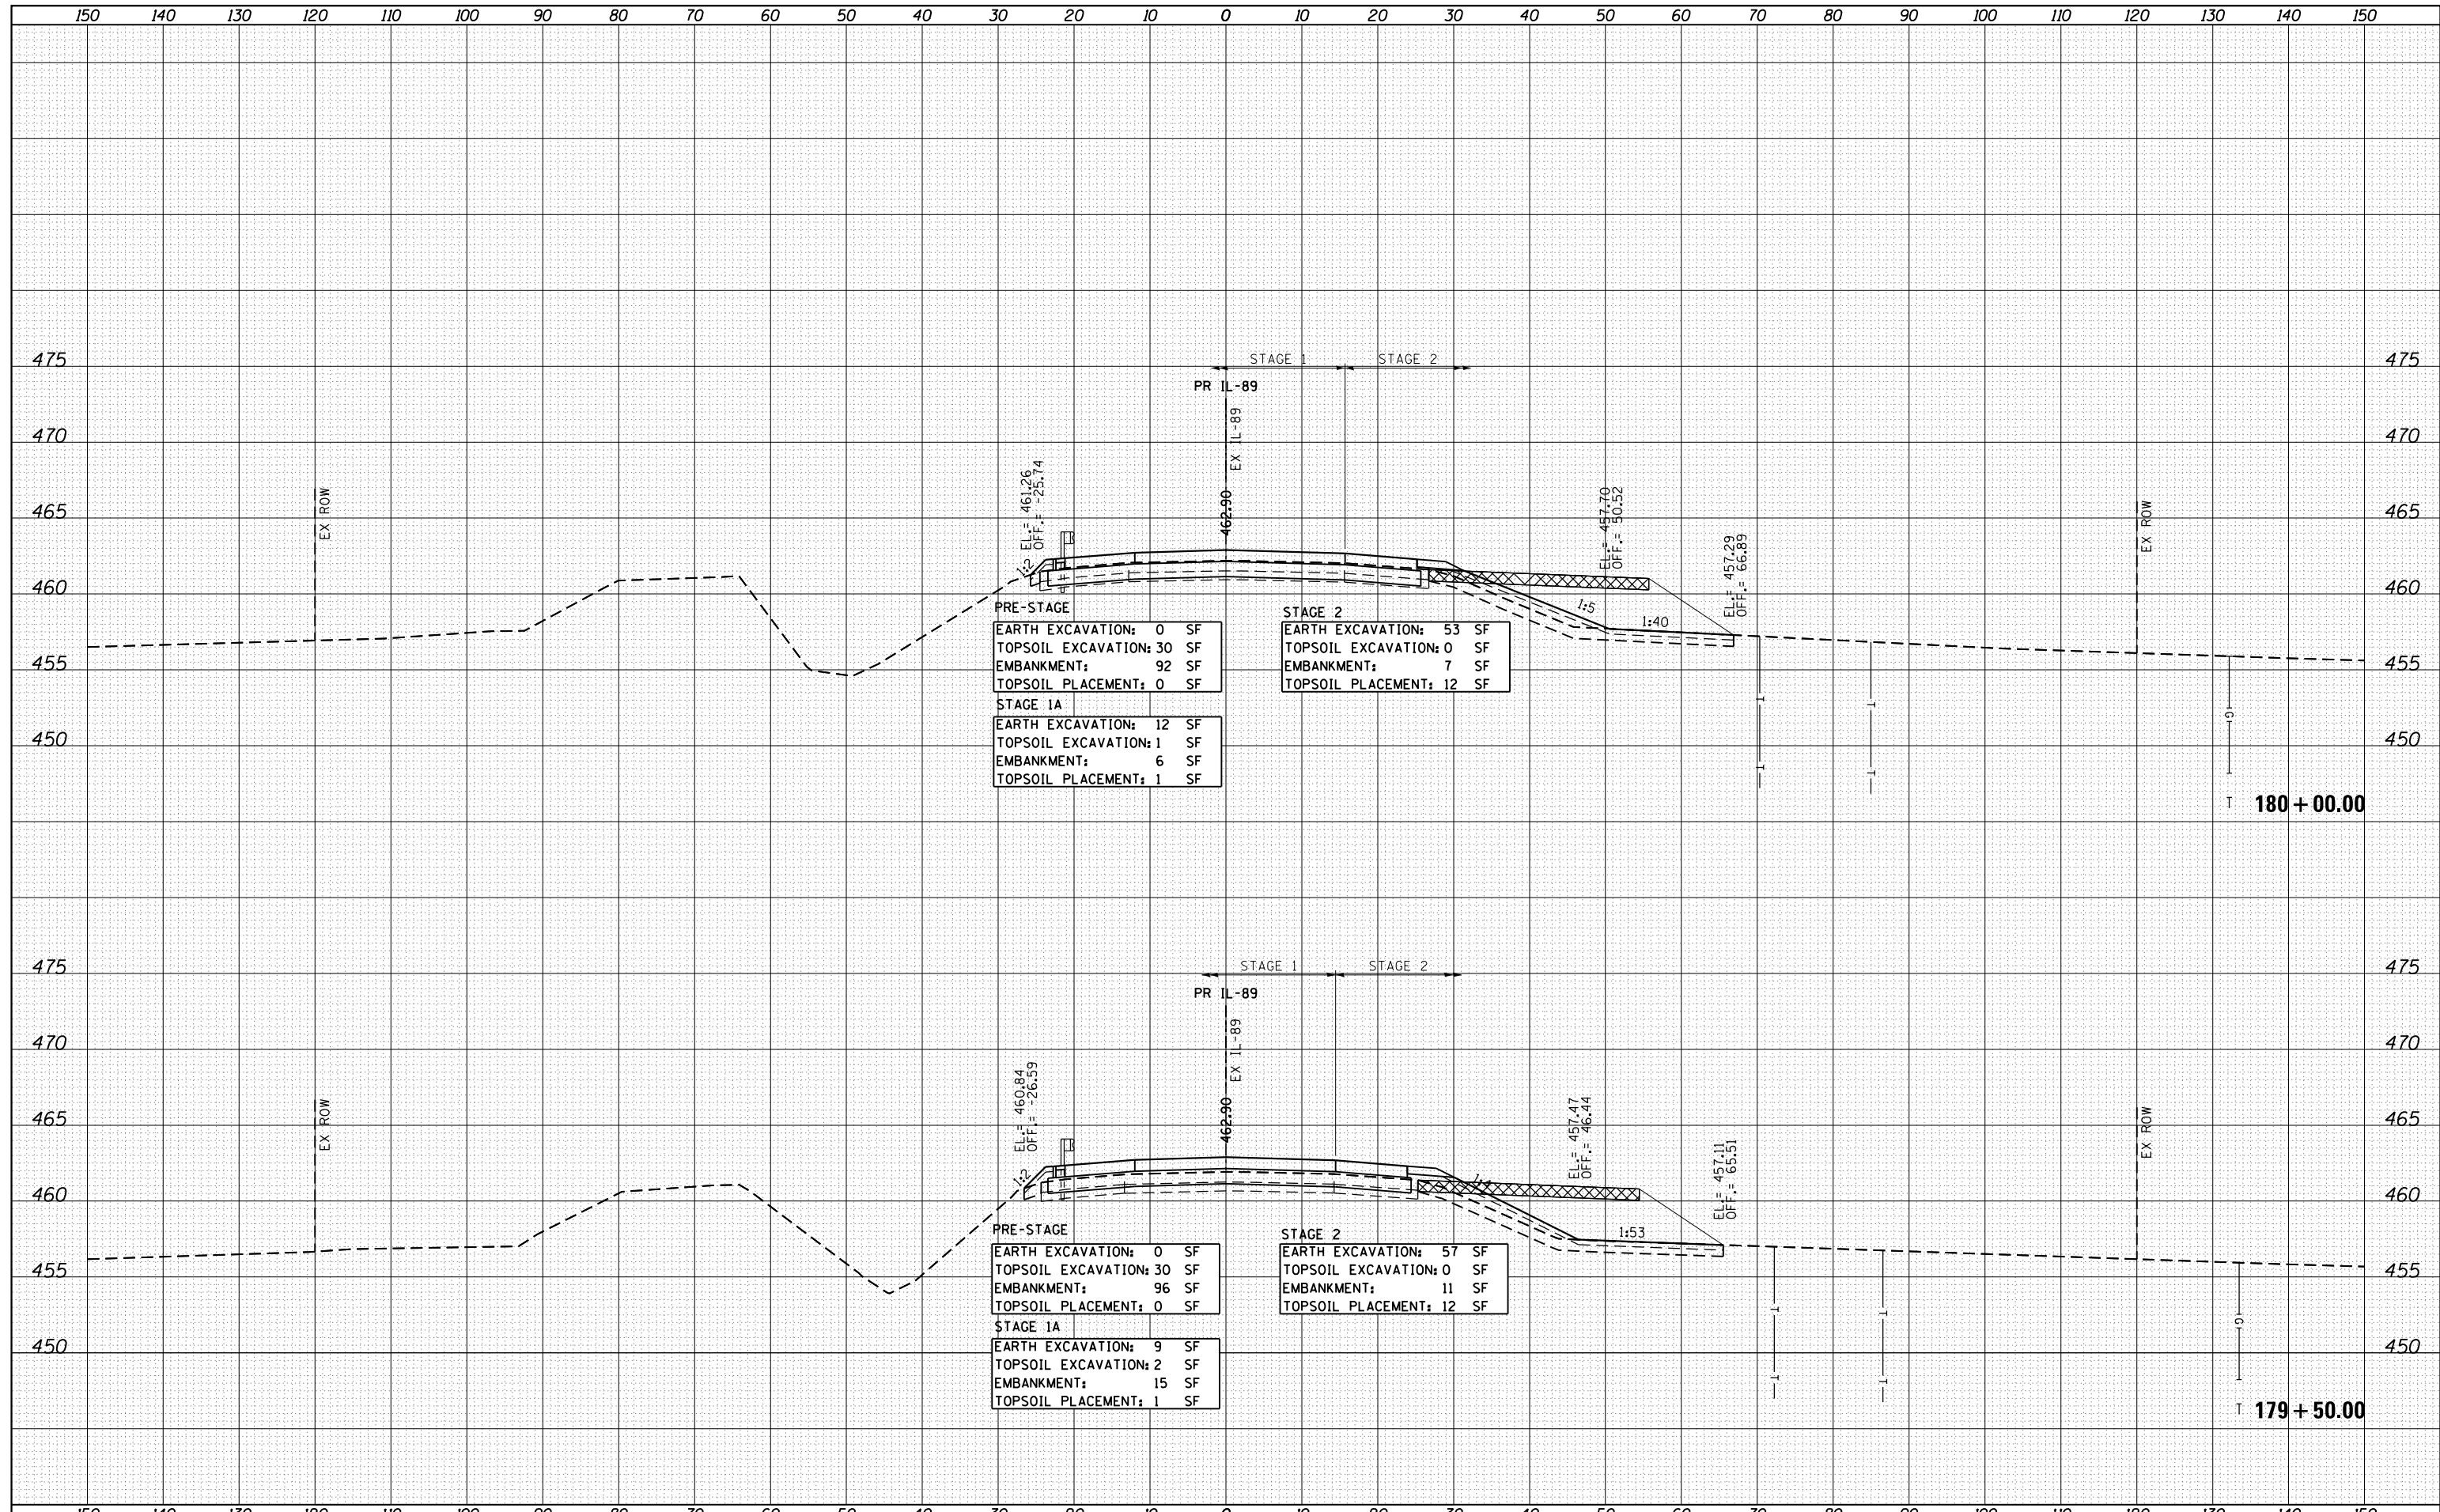 150 140 130 120 110 100 90 80 70 60 50 40 30 20 10 0 10 20 30 40 50 60 70 80 90 100 110 120 130 140 150
475 STAGE 1 STAGE 2 475
PR IL-89
470 EX IL-89 470
465 EX ROW EL.= 461.26 OFF.= -25.74 462.90 EL.= 457.70 OFF.= 50.52 EX ROW 465
460 1:2 1:5 1:40 EL.= 457.29 OFF.= 66.89 460
PRE-STAGE
EARTH EXCAVATION: 0 SF
TOPSOIL EXCAVATION: 30 SF
EMBANKMENT: 92 SF
TOPSOIL PLACEMENT: 0 SF
STAGE 2
EARTH EXCAVATION: 53 SF
TOPSOIL EXCAVATION: 0 SF
EMBANKMENT: 7 SF
TOPSOIL PLACEMENT: 12 SF
455 455
STAGE 1A
EARTH EXCAVATION: 12 SF
TOPSOIL EXCAVATION: 1 SF
EMBANKMENT: 6 SF
TOPSOIL PLACEMENT: 1 SF
T T G
450 450
T T
T 180+00.00
475 STAGE 1 STAGE 2 475
PR IL-89
470 EX IL-89 470
465 EX ROW EL.= 460.84 OFF.= -26.59 462.90 EL.= 457.47 OFF.= 46.44 EX ROW 465
460 1:2 1:53 EL.= 457.11 OFF.= 65.51 460
PRE-STAGE
EARTH EXCAVATION: 0 SF
TOPSOIL EXCAVATION: 30 SF
EMBANKMENT: 96 SF
TOPSOIL PLACEMENT: 0 SF
STAGE 2
EARTH EXCAVATION: 57 SF
TOPSOIL EXCAVATION: 0 SF
EMBANKMENT: 11 SF
TOPSOIL PLACEMENT: 12 SF
455 455
STAGE 1A
EARTH EXCAVATION: 9 SF
TOPSOIL EXCAVATION: 2 SF
EMBANKMENT: 15 SF
TOPSOIL PLACEMENT: 1 SF
T T G
450 450
T T
T 179+50.00